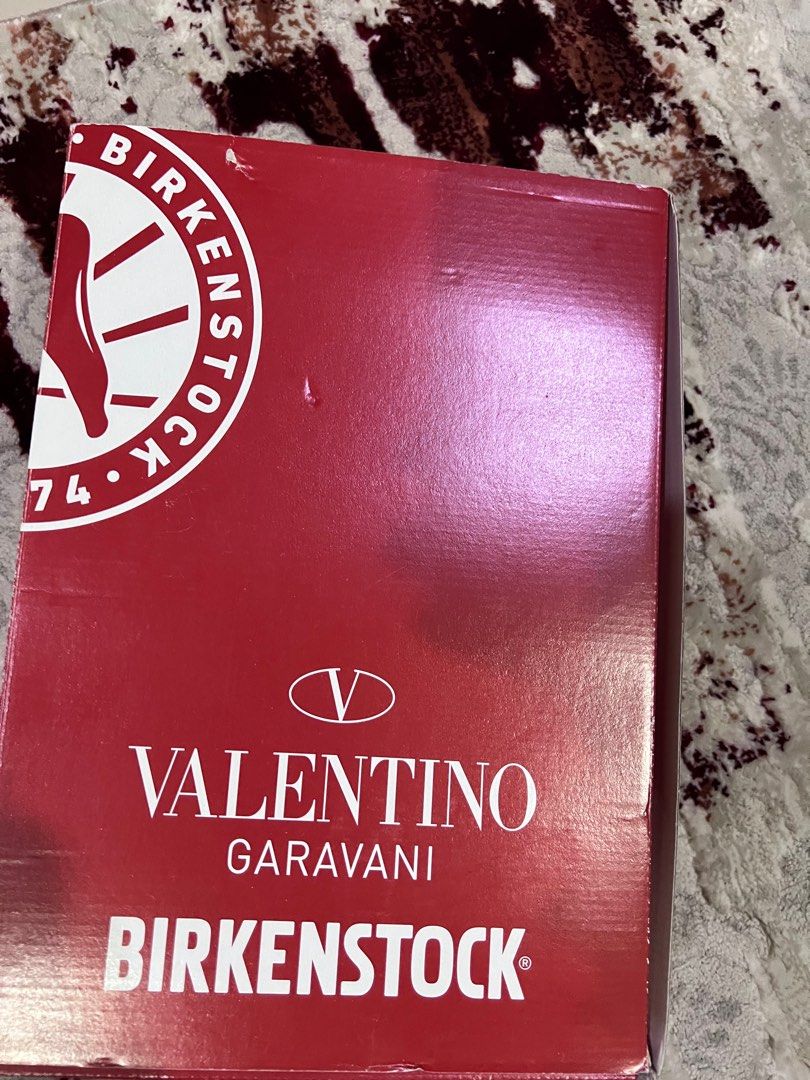 • BIRKENSTOCK •
74
V
VALENTINO
GARAVANI
BIRKENSTOCK®